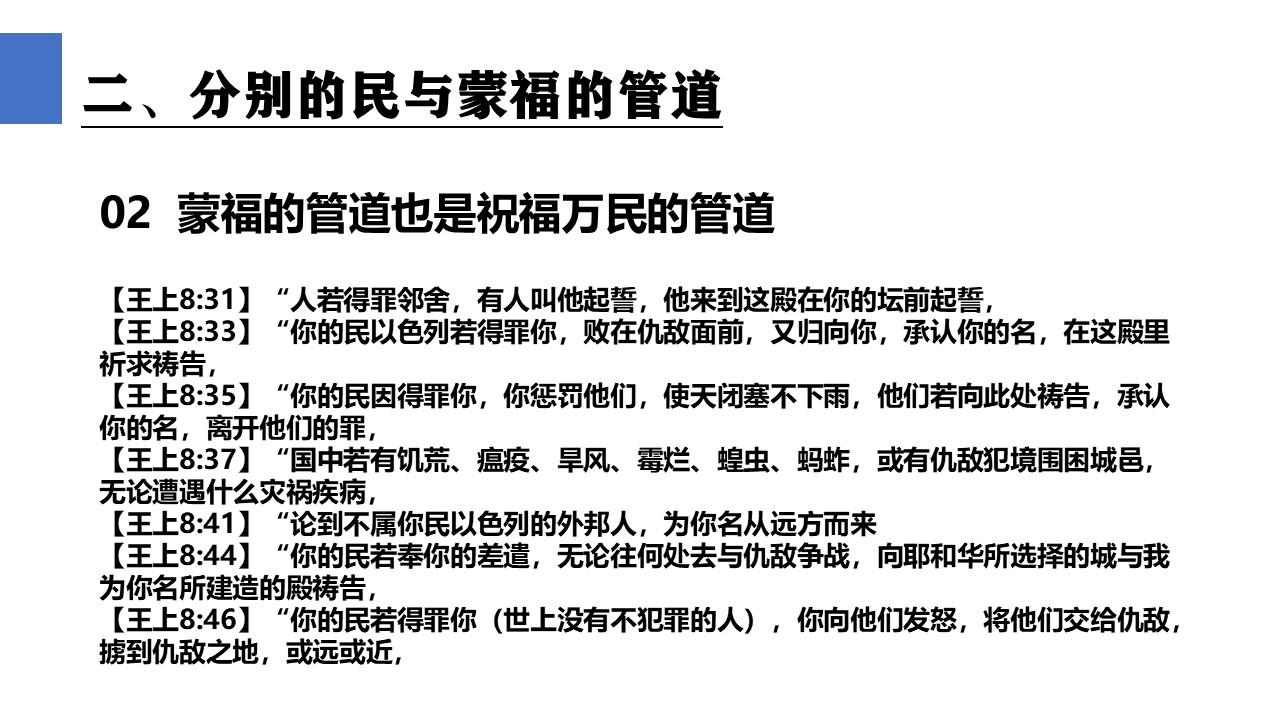 二、分别的民与蒙福的管道
02 蒙福的管道也是祝福万民的管道
【王上8:31】“人若得罪邻舍，有人叫他起誓，他来到这殿在你的坛前起誓，
【王上8:33】“你的民以色列若得罪你，败在仇敌面前，又归向你，承认你的名，在这殿里
祈求祷告，
【王上8:35】“你的民因得罪你，你惩罚他们，使天闭塞不下雨，他们若向此处祷告，承认
你的名，离开他们的罪，
【王上8:37】“国中若有饥荒、瘟疫、旱风、霉烂、蝗虫、蚂蚱，或有仇敌犯境围困城邑，
无论遭遇什么灾祸疾病，
【王上8:41】“论到不属你民以色列的外邦人，为你名从远方而来
【王上8:44】“你的民若奉你的差遣，无论往何处去与仇敌争战，向耶和华所选择的城与我
为你名所建造的殿祷告，
【王上8:46】“你的民若得罪你（世上没有不犯罪的人），你向他们发怒，将他们交给仇敌，
掳到仇敌之地，或远或近，